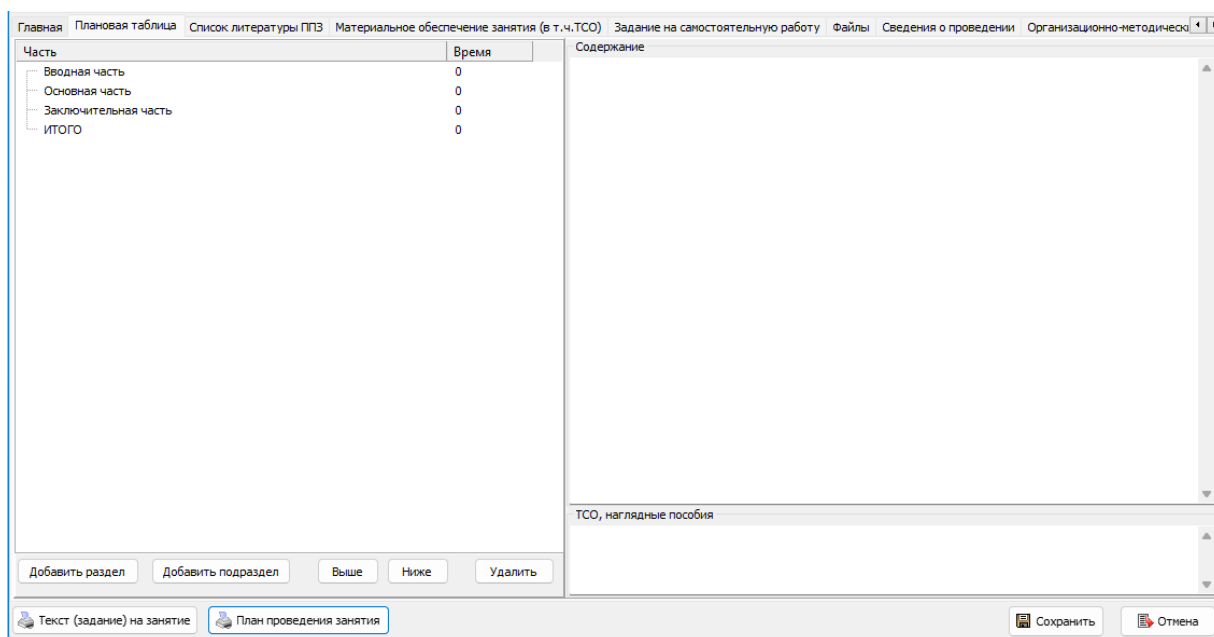 Главная Плановая таблица Список литературы ППЗ Материальное обеспечение занятия (в т.ч.ТСО) Задание на самостоятельную работу Файлы Сведения о проведении Организационно-методическ
Часть Время
Вводная часть 0
Основная часть 0
Заключительная часть 0
ИТОГО 0
Добавить раздел Добавить подраздел Выше Ниже Удалить
Содержание
ТСО, наглядные пособия
Текст (задание) на занятие План проведения занятия Сохранить Отмена